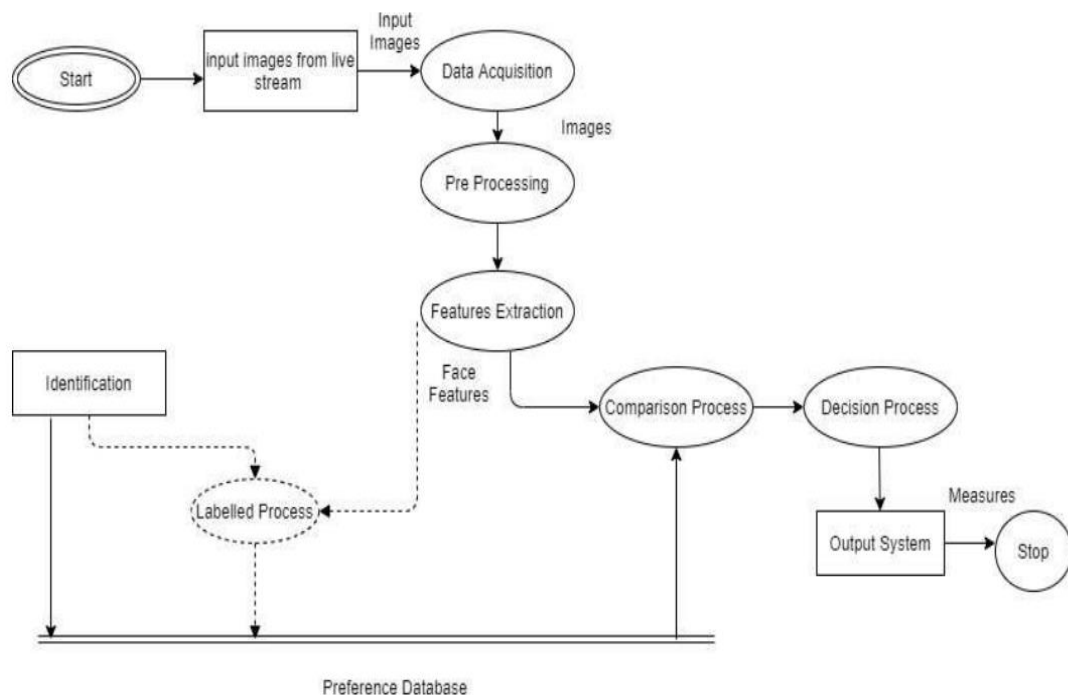 Start
input images from live
stream
Input
Images
Data Acquisition
Images
Pre Processing
Features Extraction
Face
Features
Identification
Labelled Process
Comparison Process
Decision Process
Measures
Output System
Stop
Preference Database